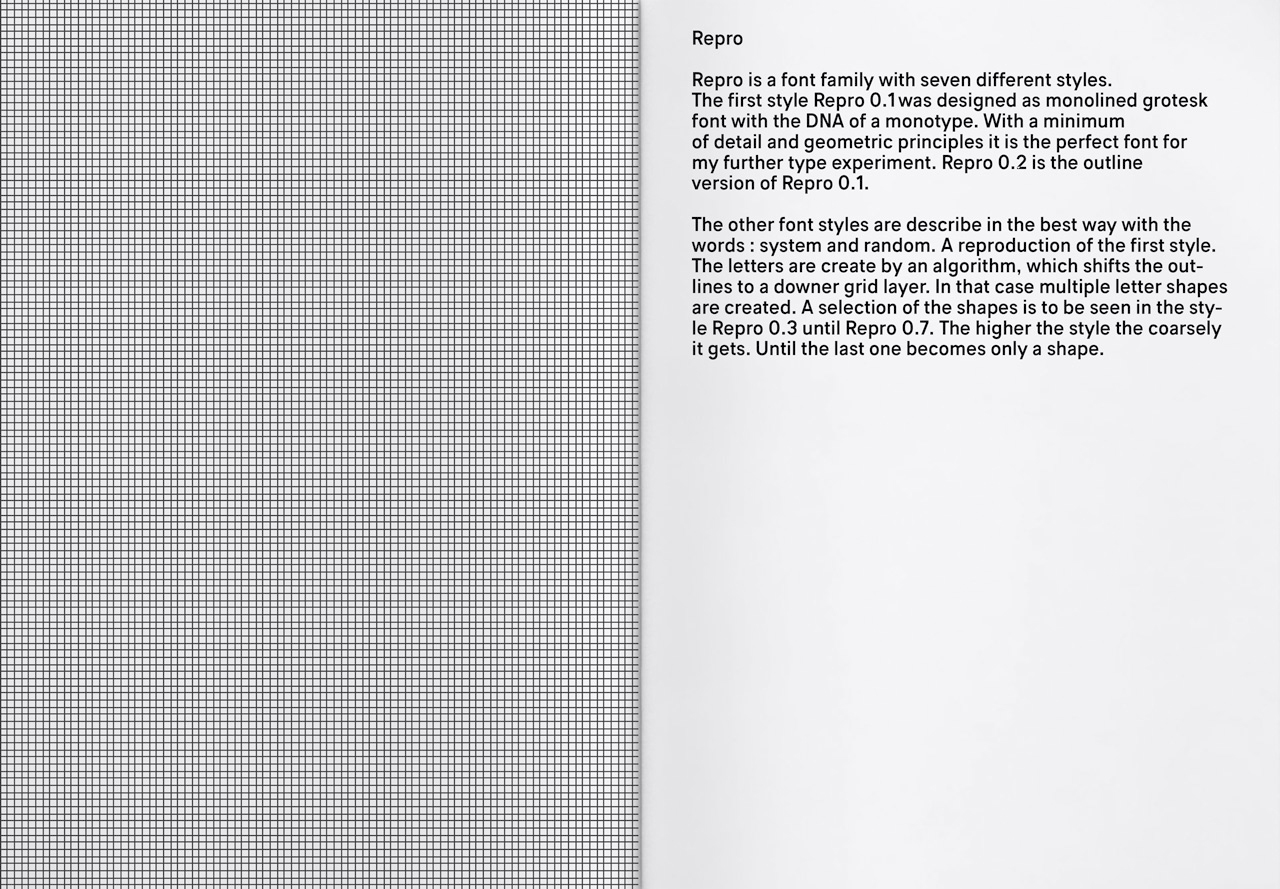 Repro
Repro is a font family with seven different styles.
The first style Repro 0.1 was designed as monolined grotesk
font with the DNA of a monotype. With a minimum
of detail and geometric principles it is the perfect font for
my further type experiment. Repro 0.2 is the outline
version of Repro 0.1.
The other font styles are describe in the best way with the
words : system and random. A reproduction of the first style.
The letters are create by an algorithm, which shifts the out-
lines to a downer grid layer. In that case multiple letter shapes
are created. A selection of the shapes is to be seen in the sty-
le Repro 0.3 until Repro 0.7. The higher the style the coarsely
it gets. Until the last one becomes only a shape.